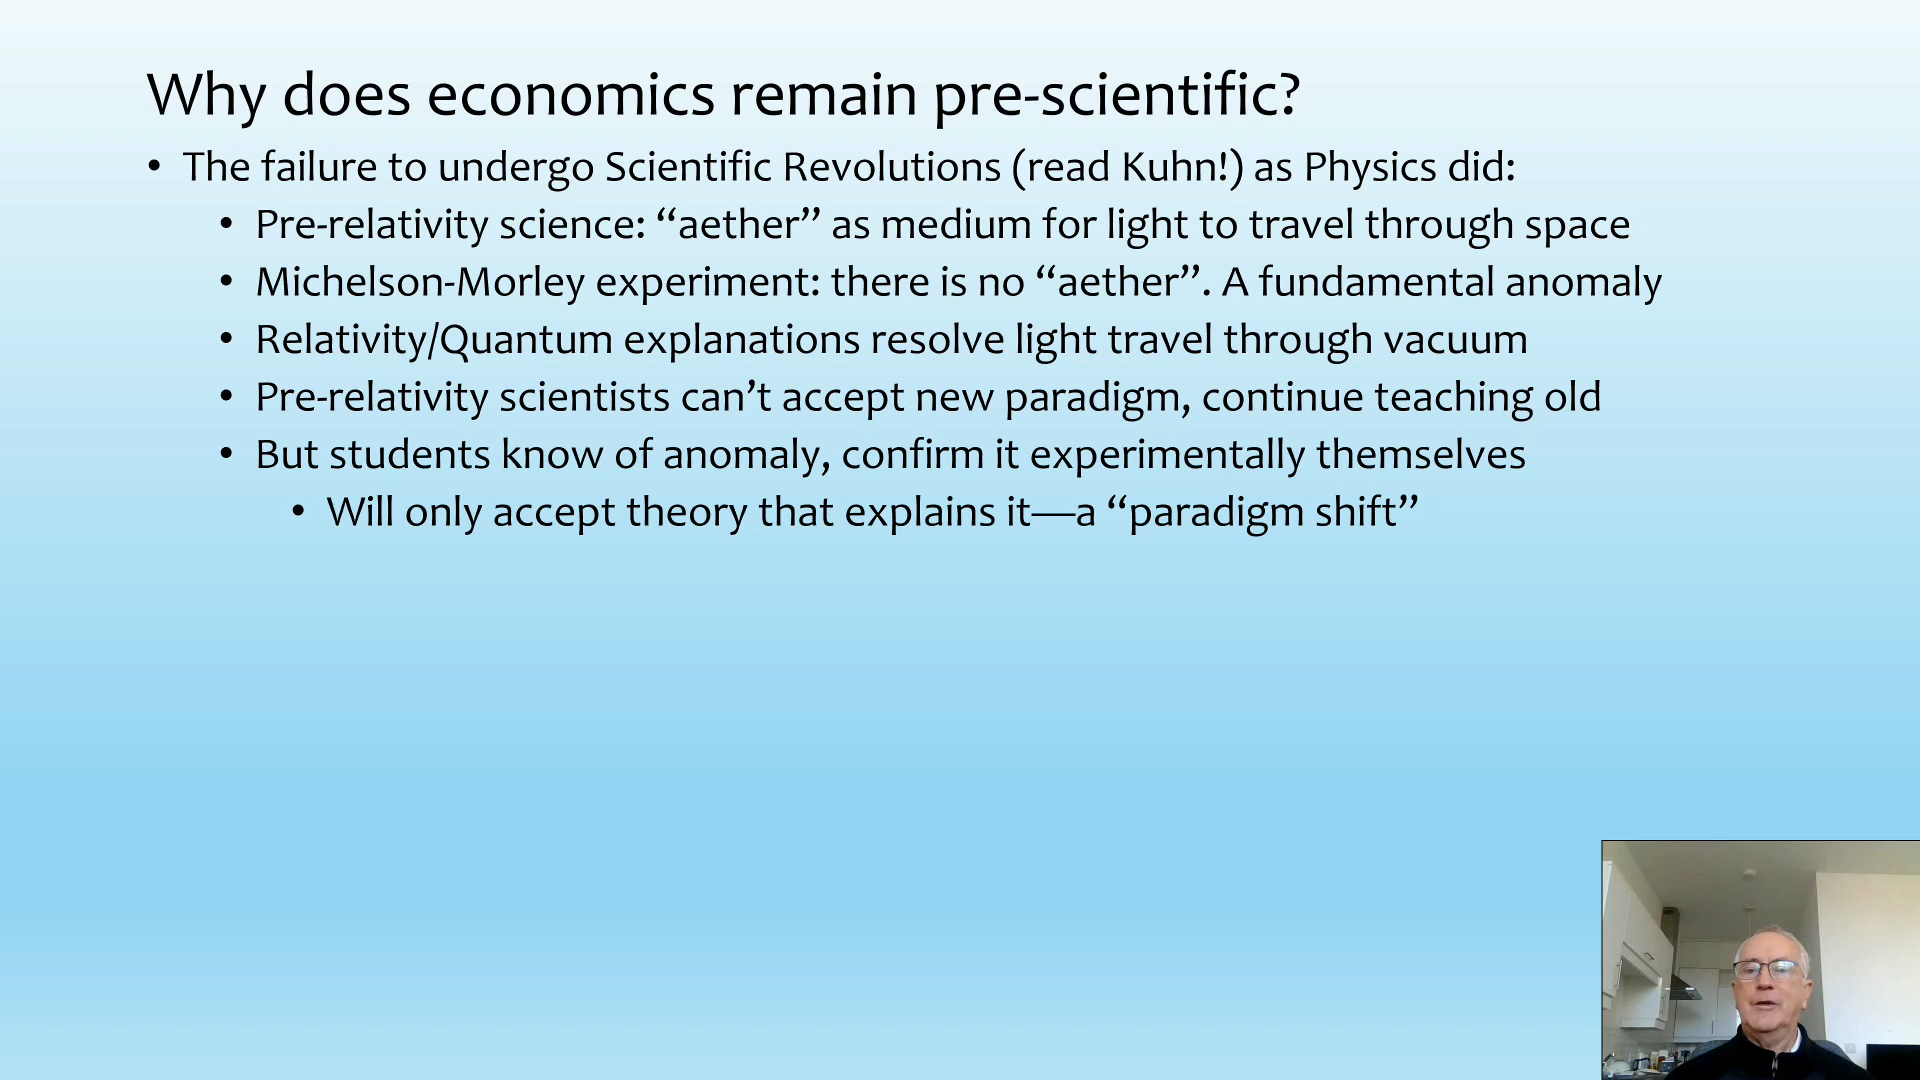 Why does economics remain pre-scientific?
• The failure to undergo Scientific Revolutions (read Kuhn!) as Physics did:
• Pre-relativity science: “aether” as medium for light to travel through space
• Michelson-Morley experiment: there is no “aether”. A fundamental anomaly
• Relativity/Quantum explanations resolve light travel through vacuum
• Pre-relativity scientists can’t accept new paradigm, continue teaching old
• But students know of anomaly, confirm it experimentally themselves
• Will only accept theory that explains it—a “paradigm shift”